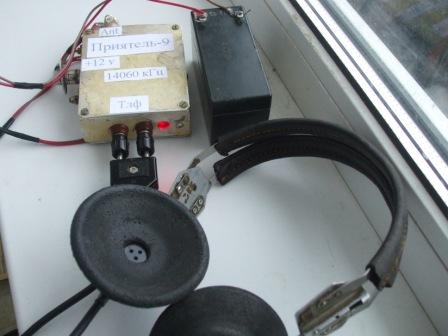 Ant
Приятель-9
+12 v
14060 кГц
Тлф